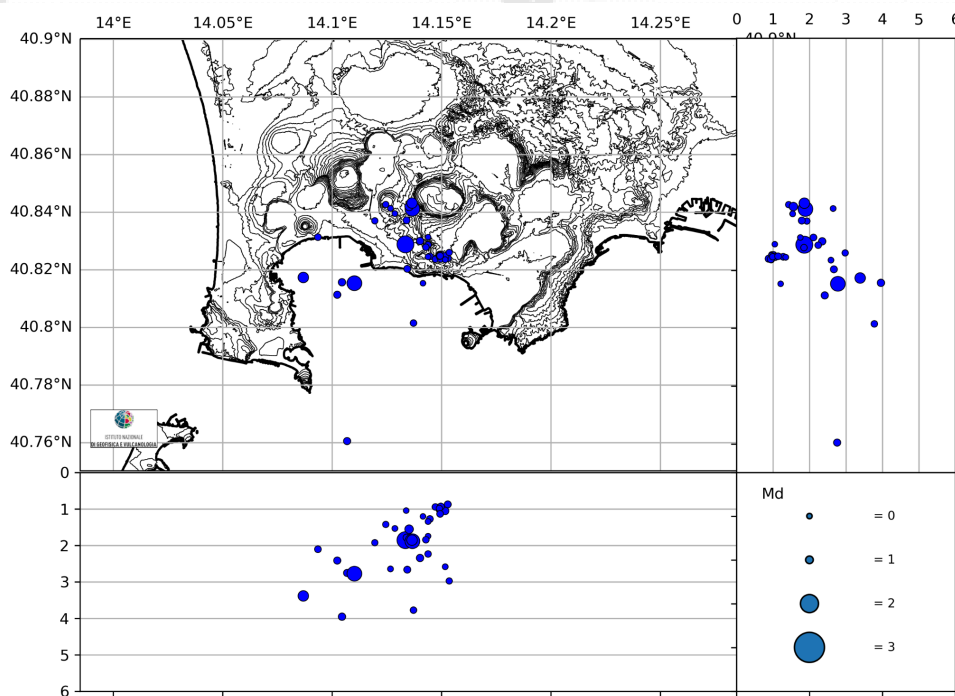 14° 14.05° 14.1° 14.15° 14.2° 14.25° 0 1 2 3 4 5 6
40.9°N 40.9°N
40.88°N
40.86°N
40.84°N
40.82°N
40.8°N
40.78°N
40.76°N
ISTITUTO NAZIONALE
DI GEOFISICA E VULCANOLOGIA
0
1
2
3
4
5
6
Md
= 0
= 1
= 2
= 3